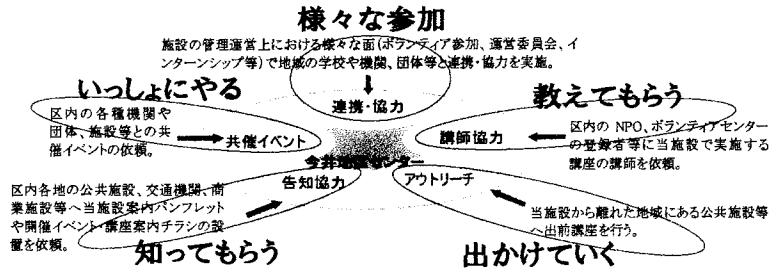 様々な参加
施設の管理運営上における様々な面(ボランティア参加、運営委員会、イ
ンターンシップ等)で地域の学校や機関、団体等と連携・協力を実施。
連携・協力
いっしょにやる
区内の各種機関や
団体、施設等との共
催イベントの依頼。
共催イベント
教えてもらう
講師協力
区内の NPO、ボランティアセンター
の登録者等に当施設で実施する
講座の講師を依頼。
今井地区センター
告知協力
区内各地の公共施設、交通機関、商
業施設等へ当施設案内パンフレット
や開催イベント・講座案内チラシの設
置を依頼。
知ってもらう
アウトリーチ
当施設から離れた地域にある公共施設等
へ出前講座を行う。
出かけていく